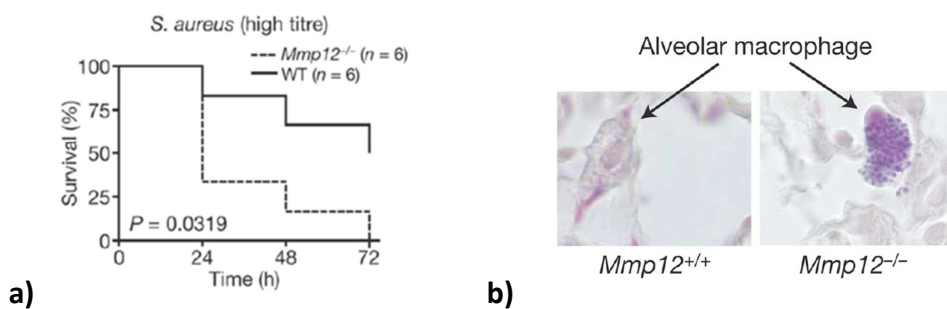 S. aureus (high titre)
Mmp12–/– (n = 6)
WT (n = 6)
Survival (%)
100
75
50
25
0
P = 0.0319
0 24 48 72
Time (h)
a)
Alveolar macrophage
Mmp12+/+ Mmp12–/–
b)